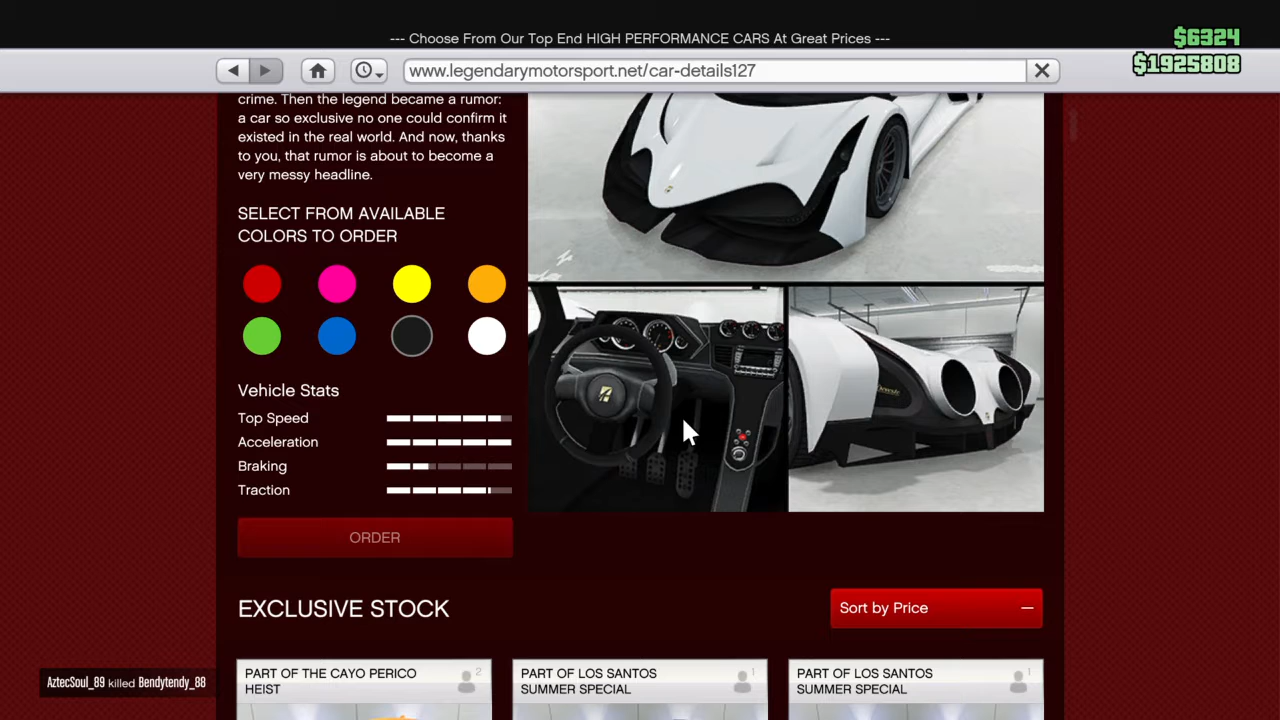 --- Choose From Our Top End HIGH PERFORMANCE CARS At Great Prices ---
$6324
$1925808
www.legendarymotorsport.net/car-details127
crime. Then the legend became a rumor:
a car so exclusive no one could confirm it
existed in the real world. And now, thanks
to you, that rumor is about to become a
very messy headline.
SELECT FROM AVAILABLE
COLORS TO ORDER
Vehicle Stats
Top Speed
Acceleration
Braking
Traction
ORDER
EXCLUSIVE STOCK
Sort by Price
PART OF THE CAYO PERICO
HEIST
2
PART OF LOS SANTOS
SUMMER SPECIAL
1
PART OF LOS SANTOS
SUMMER SPECIAL
1
AztecSoul_89 killed Bendytendy_88